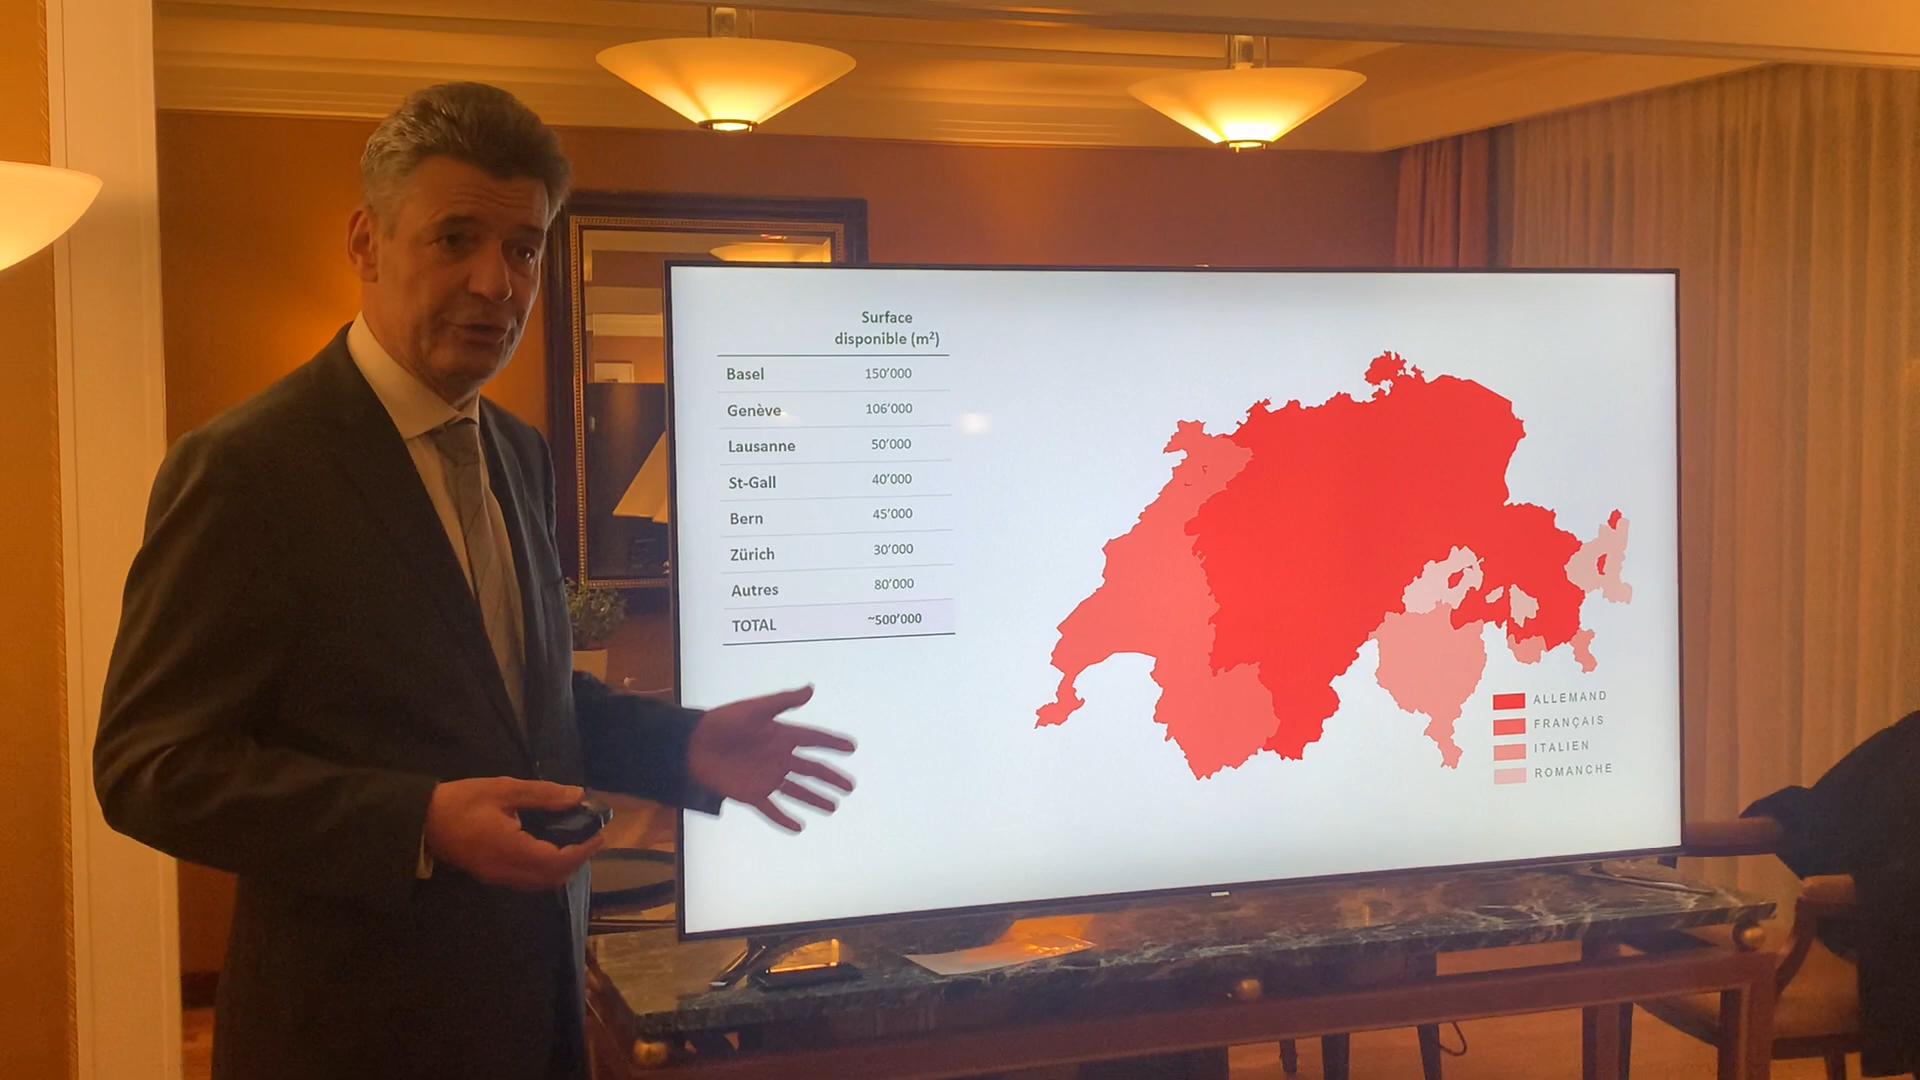 Surface
disponible (m²)
Basel 150’000
Genève 106’000
Lausanne 50’000
St-Gall 40’000
Bern 45’000
Zürich 30’000
Autres 80’000
TOTAL ~500’000
ALLEMAND
FRANÇAIS
ITALIEN
ROMANCHE